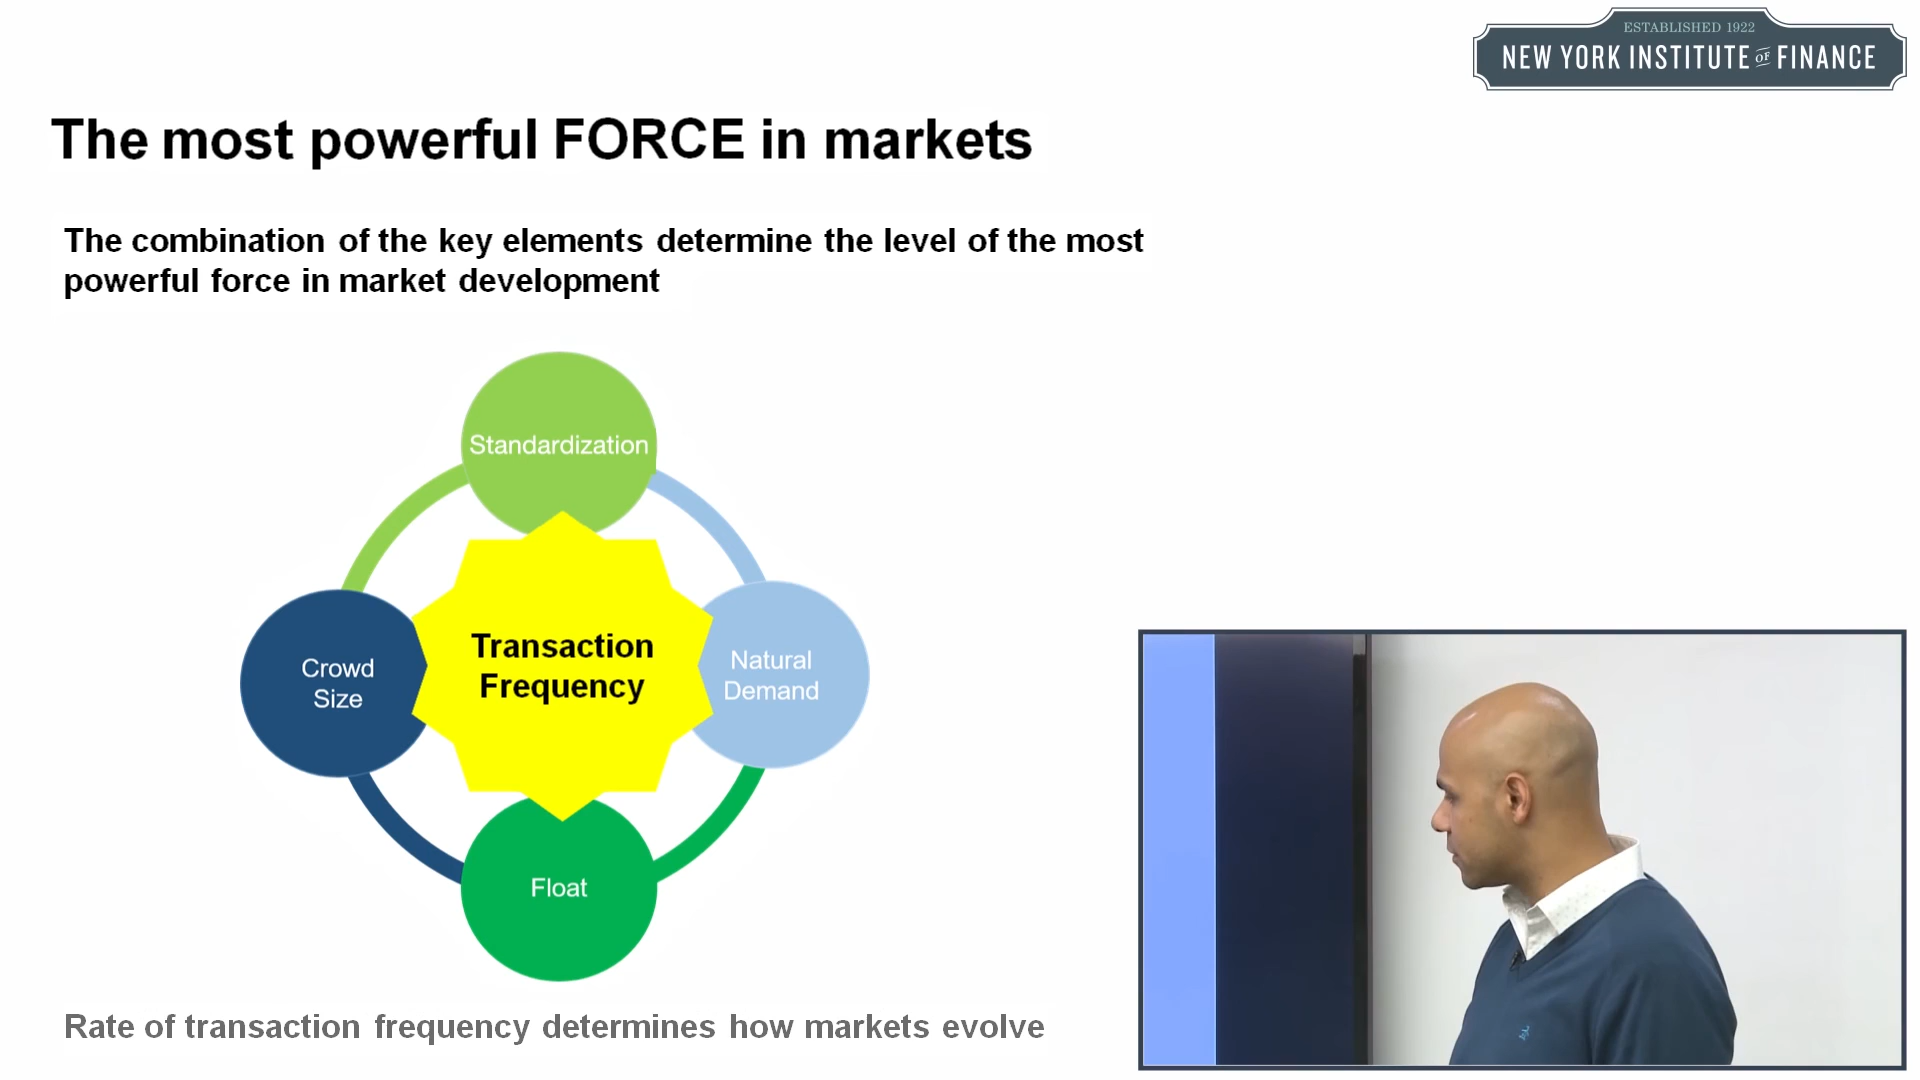 ESTABLISHED 1922
NEW YORK INSTITUTE OF FINANCE
The most powerful FORCE in markets
The combination of the key elements determine the level of the most
powerful force in market development
Standardization
Crowd
Size
Transaction
Frequency
Natural
Demand
Float
Rate of transaction frequency determines how markets evolve